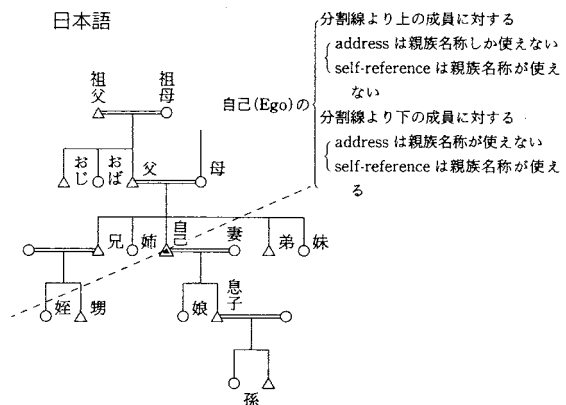 日本語
分割線より上の成員に対する
address は親族名称しか使えない
self-reference は親族名称が使え
ない
自己(Ego)の
分割線より下の成員に対する
address は親族名称が使えない
self-reference は親族名称が使え
る
祖父
祖母
おじ
おば
父
母
兄
姉
自己
妻
弟
妹
姪
甥
娘
息子
孫